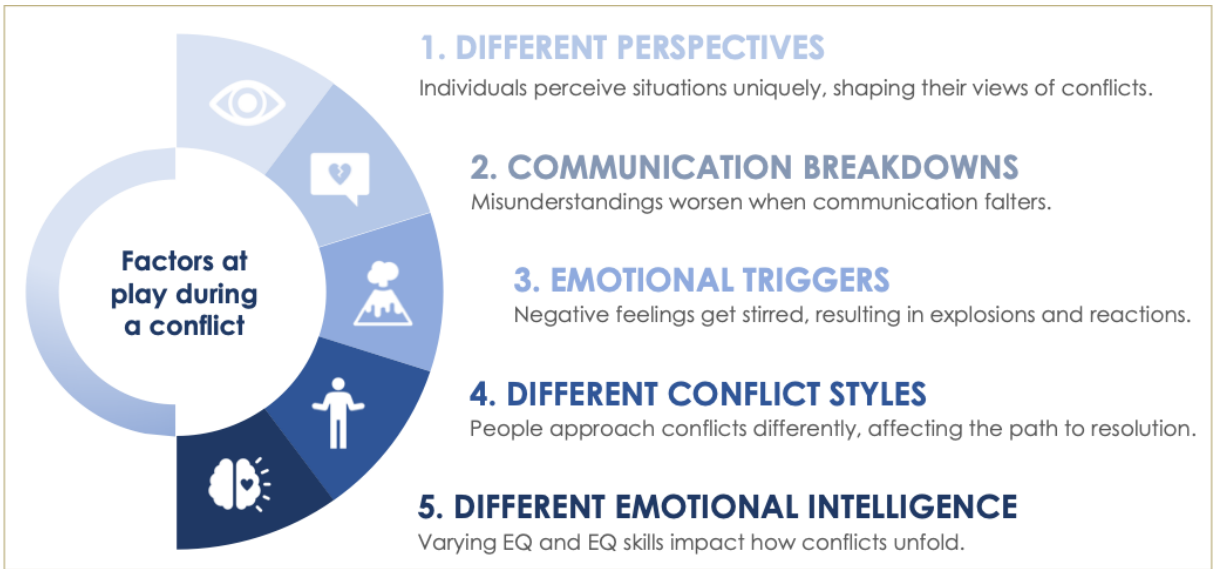 1. DIFFERENT PERSPECTIVES
Individuals perceive situations uniquely, shaping their views of conflicts.
2. COMMUNICATION BREAKDOWNS
Misunderstandings worsen when communication falters.
Factors at
play during
a conflict
3. EMOTIONAL TRIGGERS
Negative feelings get stirred, resulting in explosions and reactions.
4. DIFFERENT CONFLICT STYLES
People approach conflicts differently, affecting the path to resolution.
5. DIFFERENT EMOTIONAL INTELLIGENCE
Varying EQ and EQ skills impact how conflicts unfold.